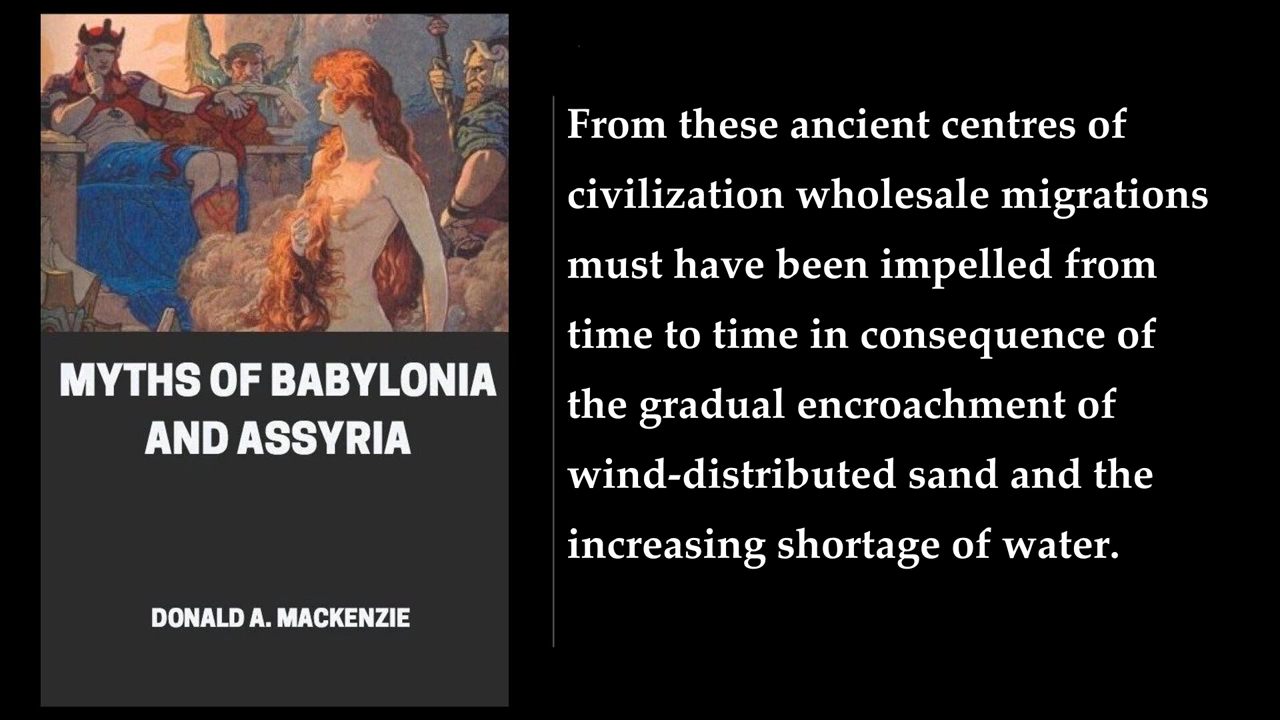 MYTHS OF BABYLONIA
AND ASSYRIA
DONALD A. MACKENZIE
From these ancient centres of
civilization wholesale migrations
must have been impelled from
time to time in consequence of
the gradual encroachment of
wind-distributed sand and the
increasing shortage of water.